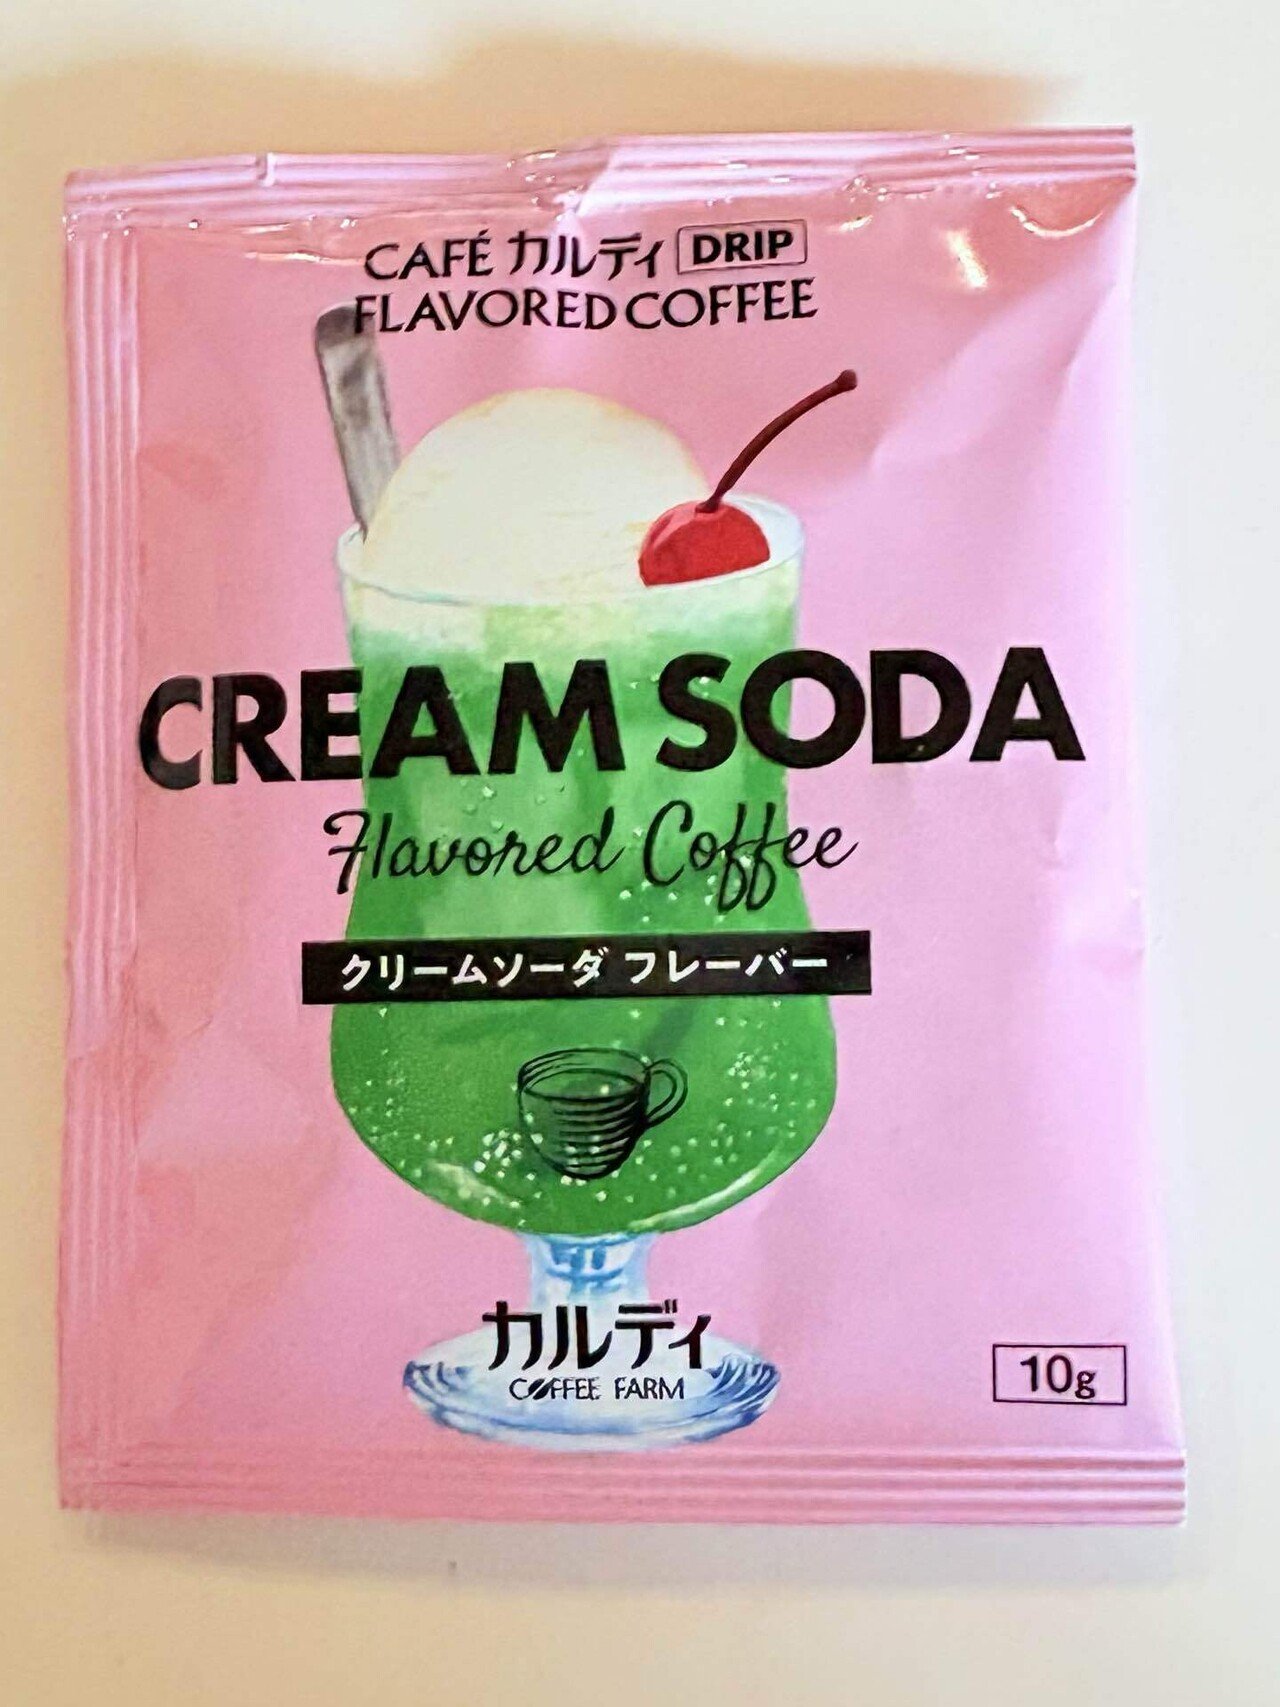 CAFÉ カルディ DRIP
FLAVORED COFFEE
CREAM SODA
Flavored Coffee
クリームソーダ フレーバー
カルディ
COFFEE FARM
10g